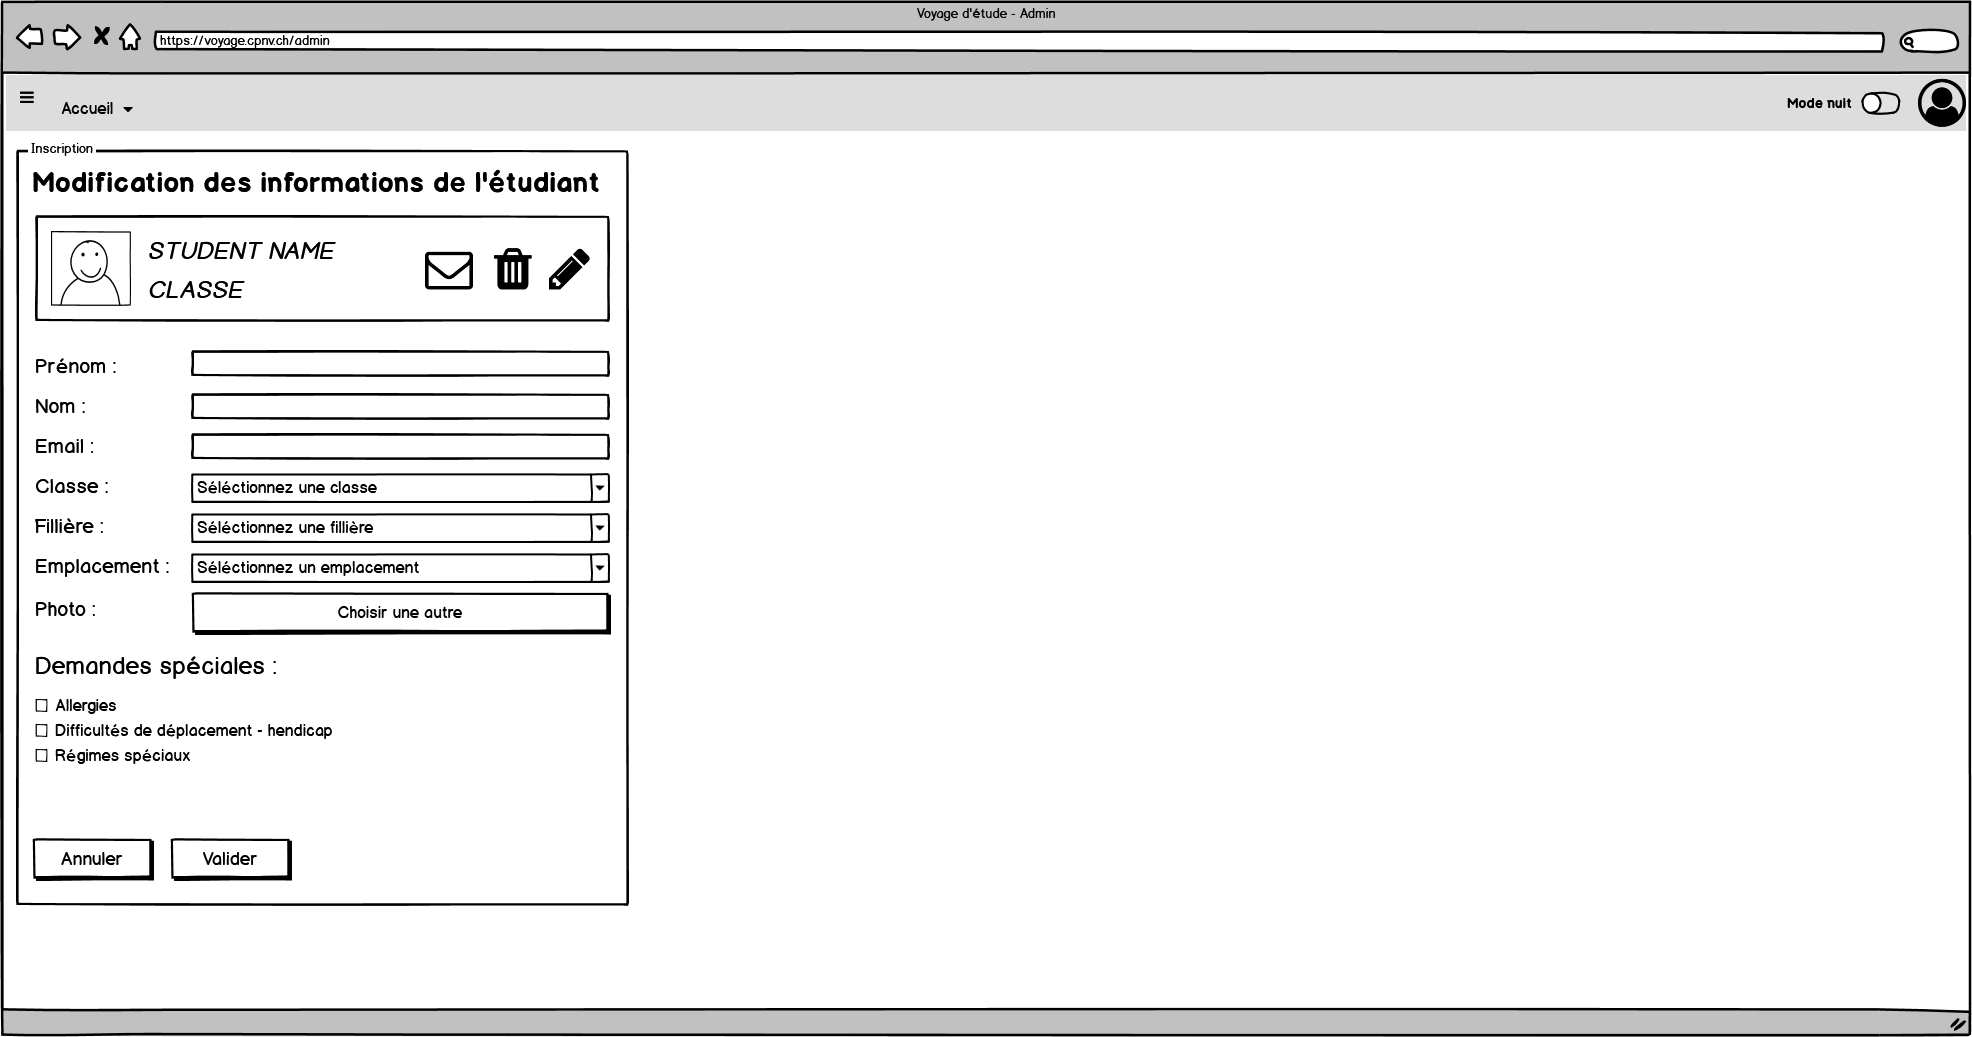 Voyage d'étude - Admin
https://voyage.cpnv.ch/admin
Accueil
Mode nuit
Inscription
Modification des informations de l'étudiant
STUDENT NAME
CLASSE
Prénom :
Nom :
Email :
Classe : Séléctionnez une classe
Fillière : Séléctionnez une fillière
Emplacement : Séléctionnez un emplacement
Photo : Choisir une autre
Demandes spéciales :
Allergies
Difficultés de déplacement - hendicap
Régimes spéciaux
Annuler Valider